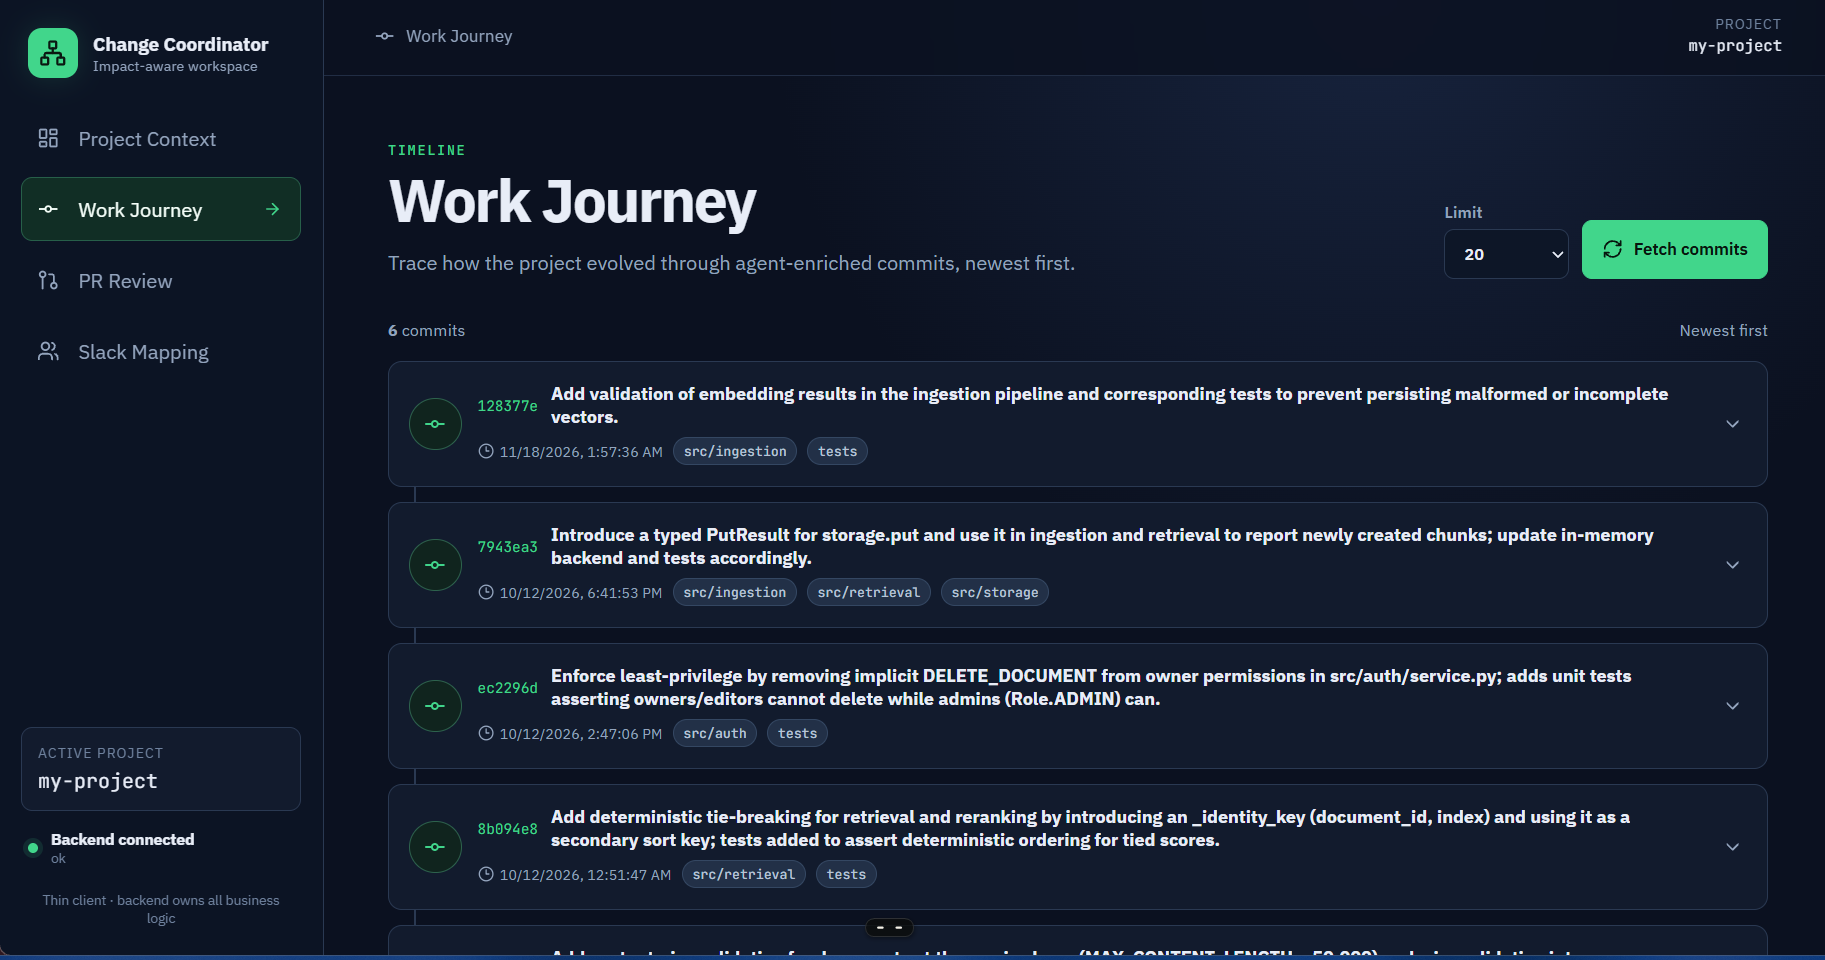 Change Coordinator
Impact-aware workspace
Project Context
Work Journey
PR Review
Slack Mapping
ACTIVE PROJECT
my-project
Backend connected
ok
Thin client · backend owns all business
logic
Work Journey
PROJECT
my-project
TIMELINE
Work Journey
Trace how the project evolved through agent-enriched commits, newest first.
Limit
20
Fetch commits
6 commits
Newest first
128377e
Add validation of embedding results in the ingestion pipeline and corresponding tests to prevent persisting malformed or incomplete
vectors.
11/18/2026, 1:57:36 AM src/ingestion tests
7943ea3
Introduce a typed PutResult for storage.put and use it in ingestion and retrieval to report newly created chunks; update in-memory
backend and tests accordingly.
10/12/2026, 6:41:53 PM src/ingestion src/retrieval src/storage
ec2296d
Enforce least-privilege by removing implicit DELETE_DOCUMENT from owner permissions in src/auth/service.py; adds unit tests
asserting owners/editors cannot delete while admins (Role.ADMIN) can.
10/12/2026, 2:47:06 PM src/auth tests
8b094e8
Add deterministic tie-breaking for retrieval and reranking by introducing an _identity_key (document_id, index) and using it as a
secondary sort key; tests added to assert deterministic ordering for tied scores.
10/12/2026, 12:51:47 AM src/retrieval tests